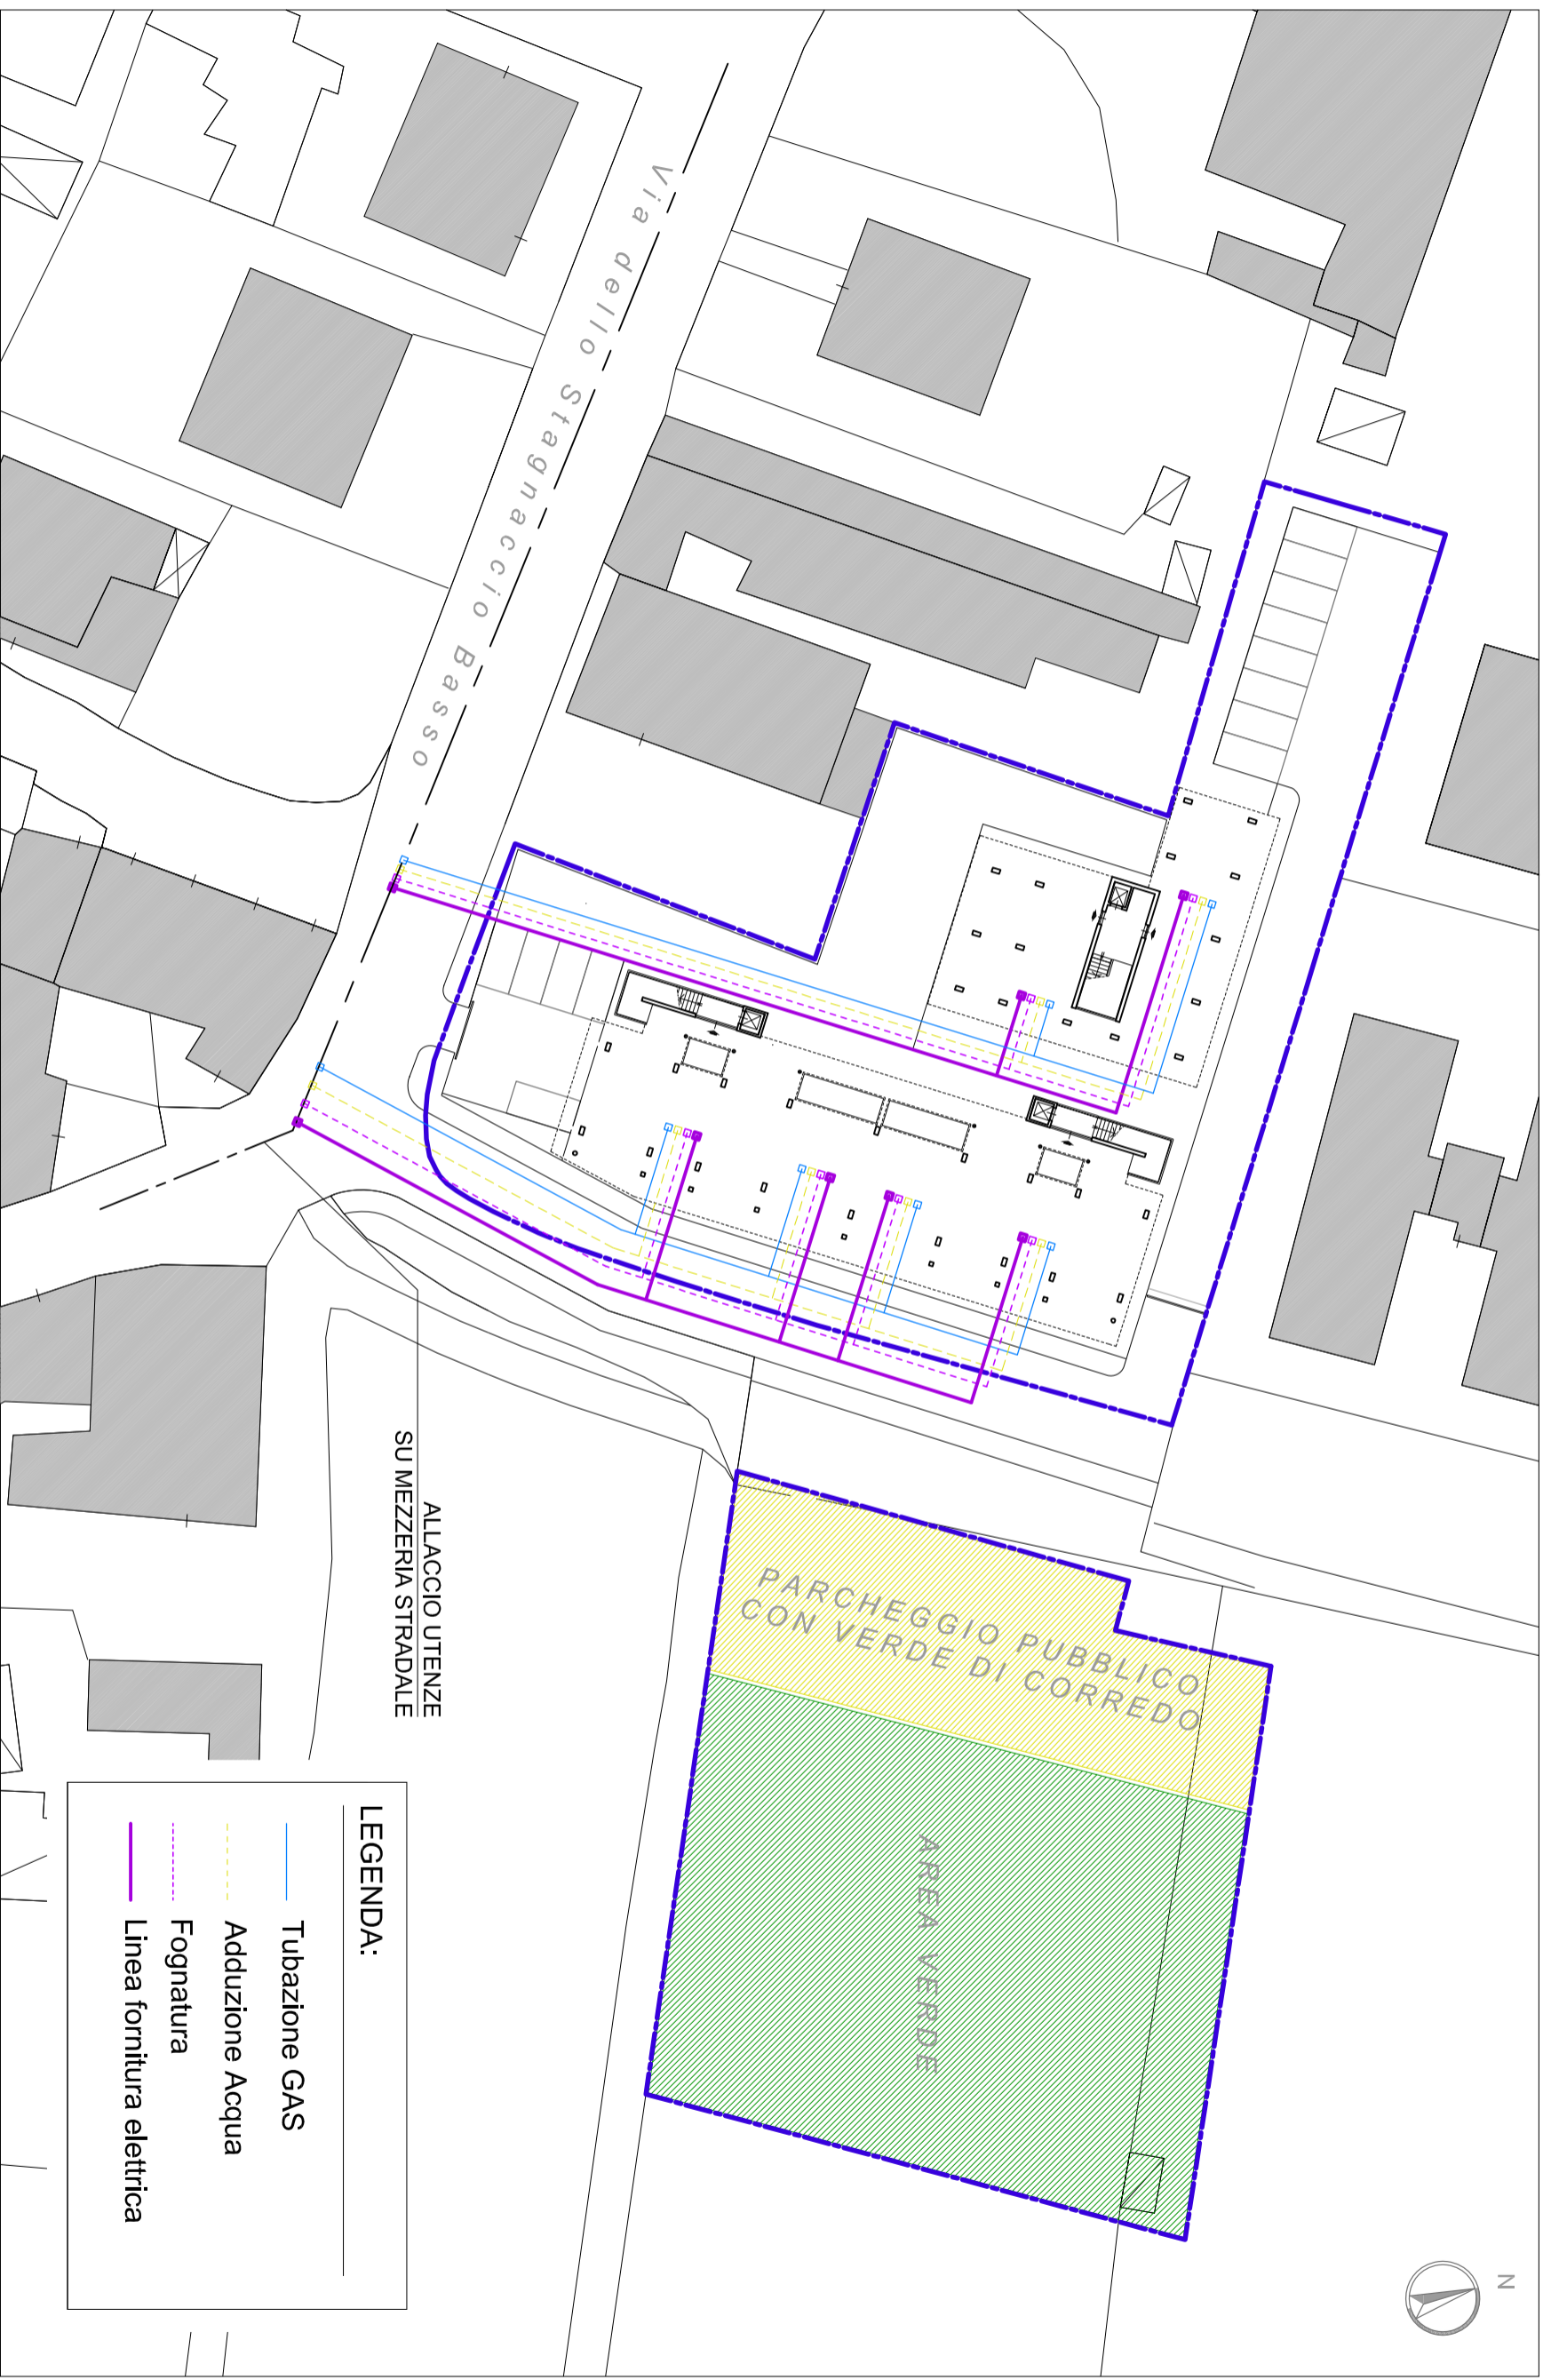 Via dello Stagnaccio Basso
PARCHEGGIO PUBBLICO
CON VERDE DI CORREDO
AREA VERDE
ALLACCIO UTENZE
SU MEZZERIA STRADALE
N
LEGENDA:
Tubazione GAS
Adduzione Acqua
Fognatura
Linea fornitura elettrica